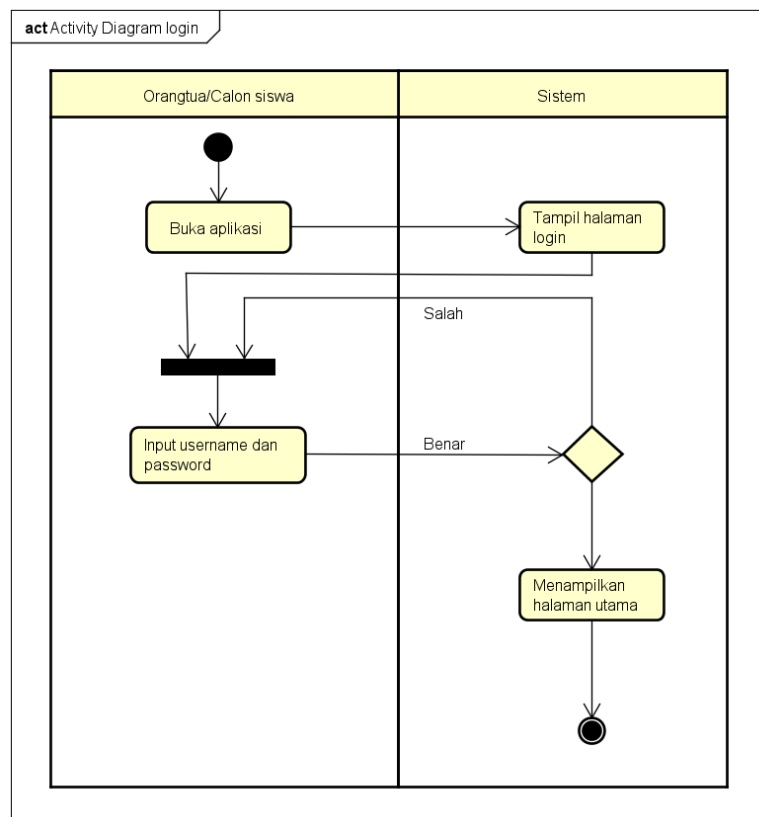 act Activity Diagram login
Orangtua/Calon siswa
Sistem
Buka aplikasi
Tampil halaman
login
Salah
Input username dan
password
Benar
Menampilkan
halaman utama